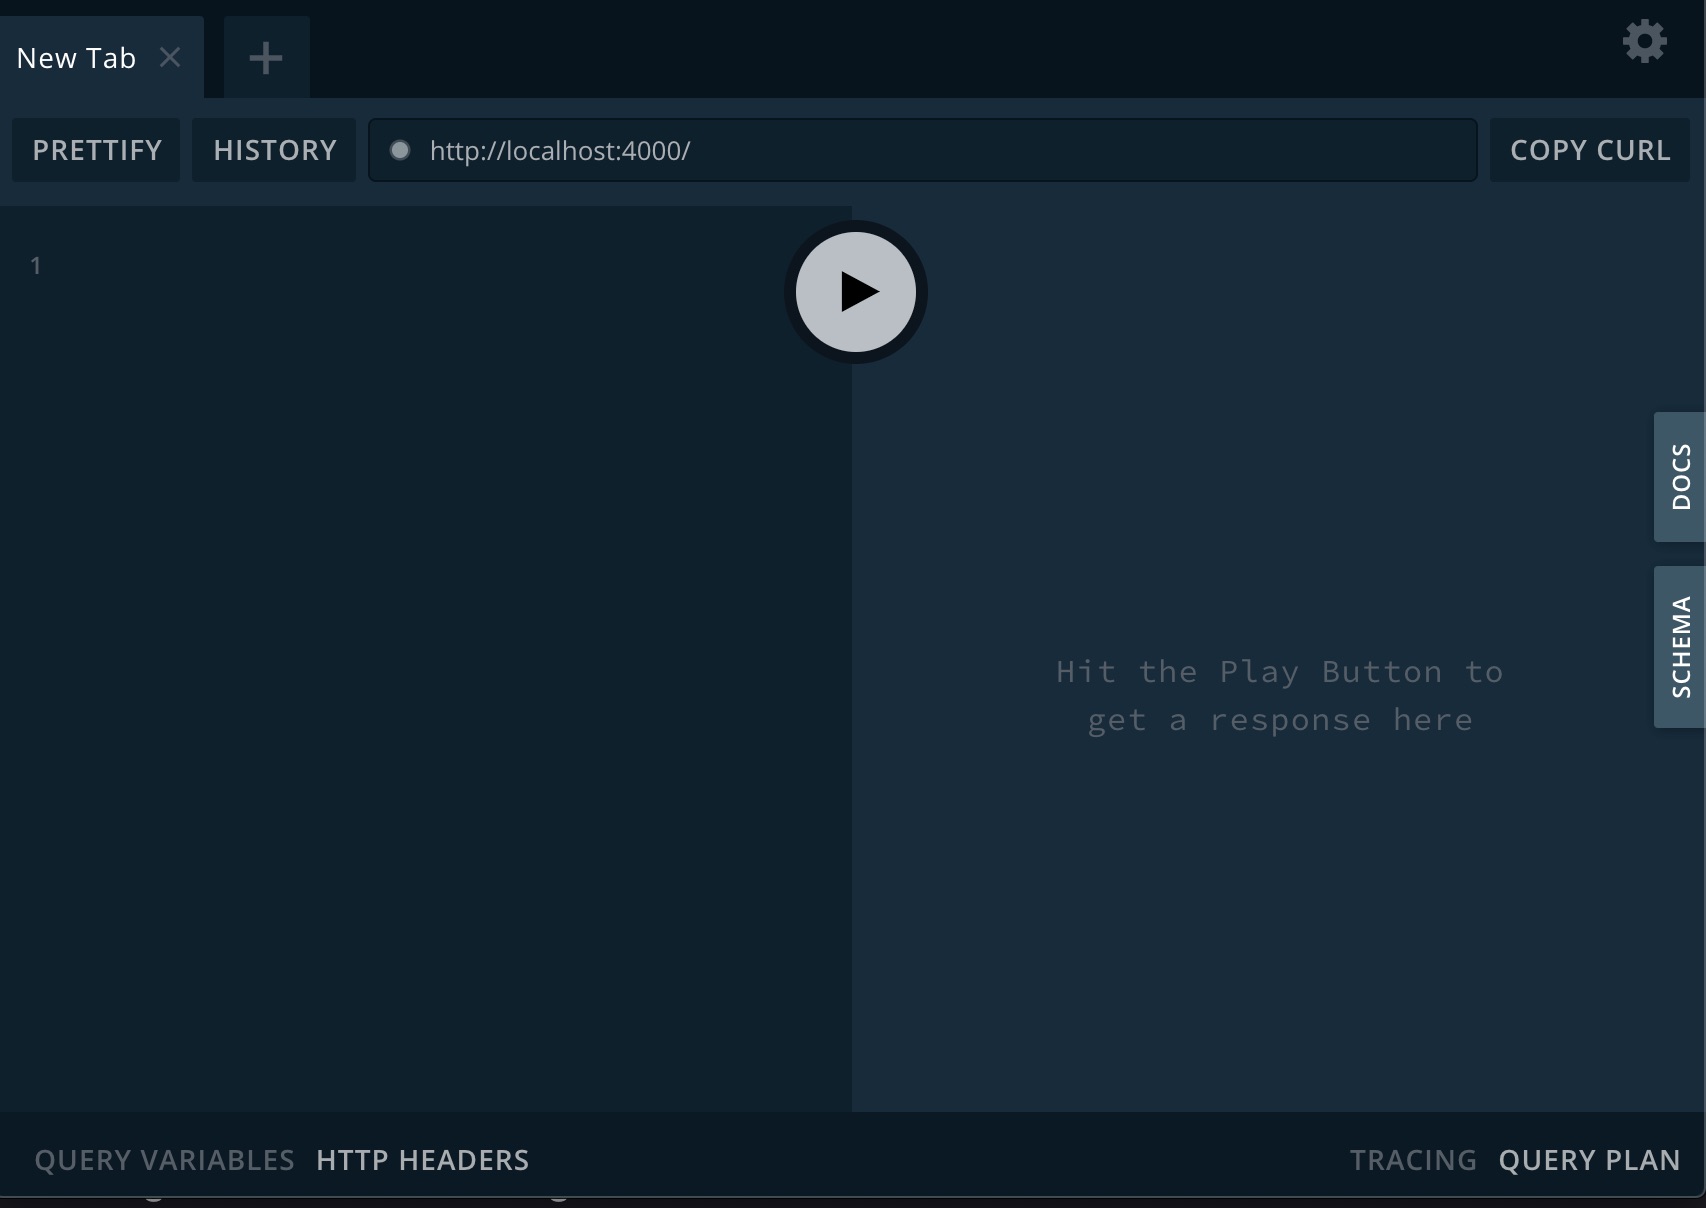 New Tab
PRETTIFY HISTORY http://localhost:4000/ COPY CURL
1
Hit the Play Button to
get a response here
DOCS
SCHEMA
QUERY VARIABLES HTTP HEADERS TRACING QUERY PLAN